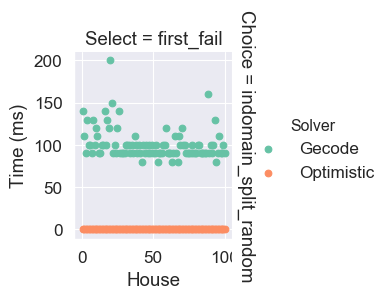 Select = first_fail
Choice = indomain_split_random
Time (ms)
200
150
100
50
0
0
50
100
House
Solver
Gecode
Optimistic